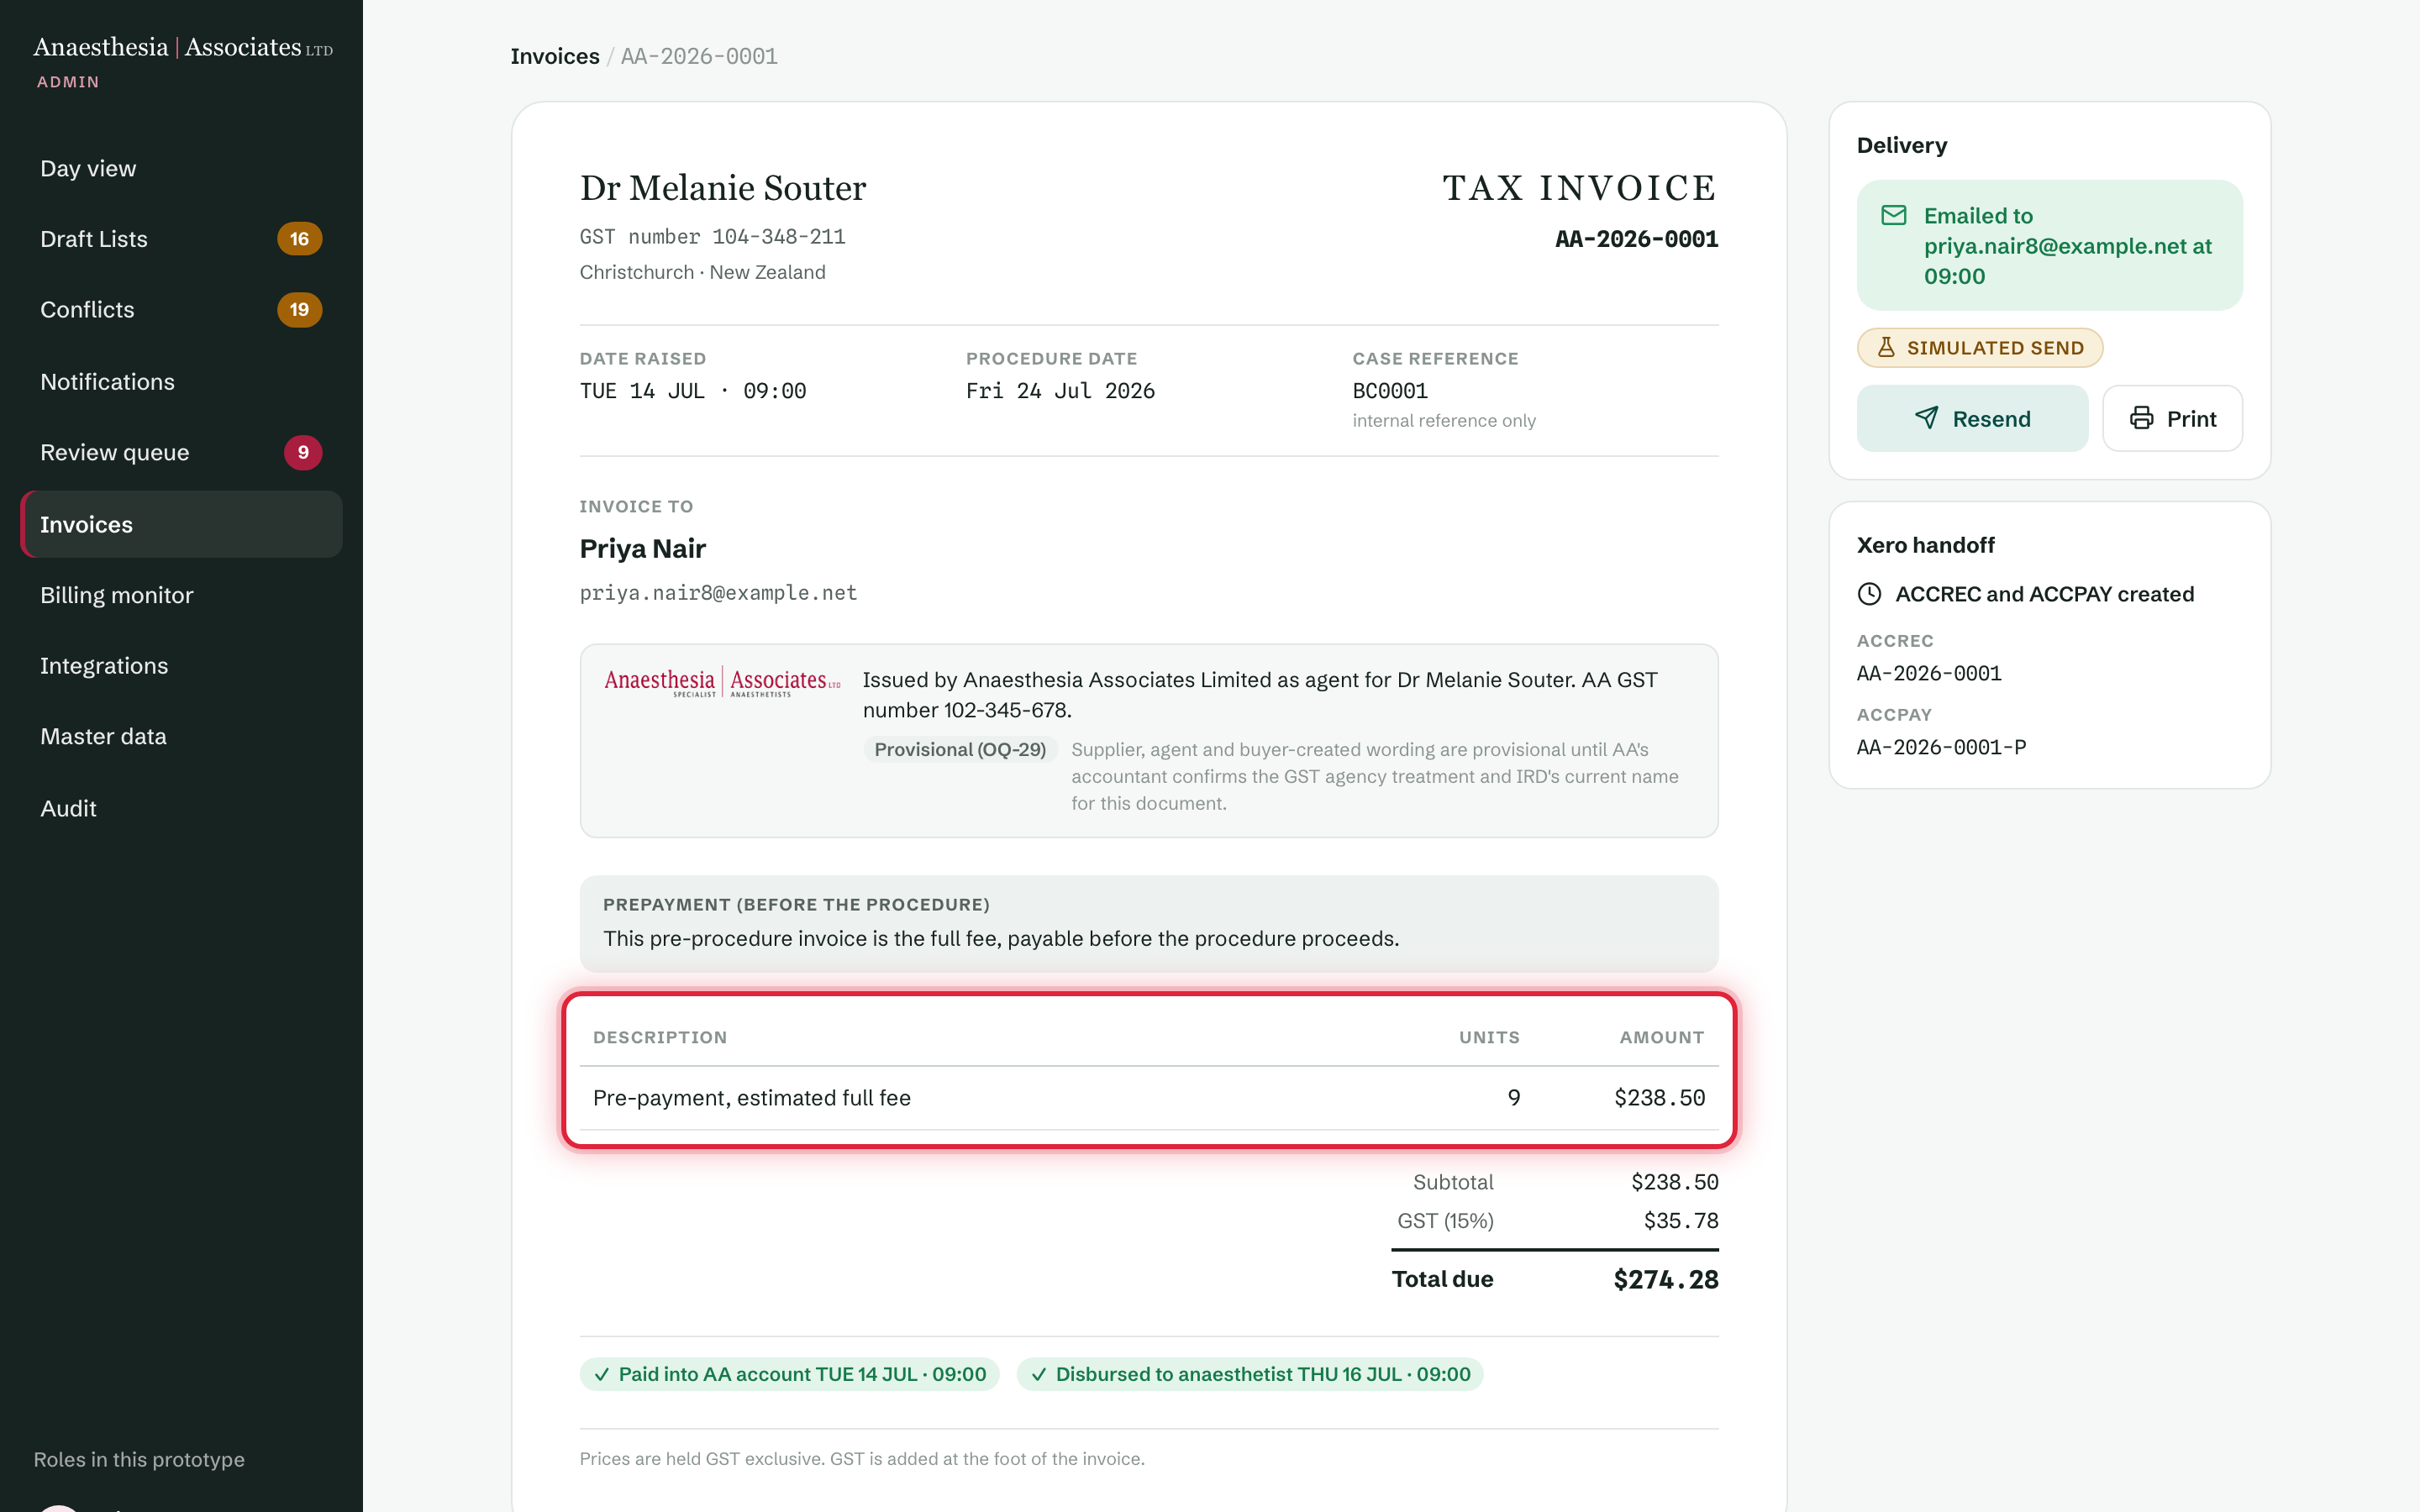 Anaesthesia | Associates LTD
ADMIN
Day view
Draft Lists 16
Conflicts 19
Notifications
Review queue 9
Invoices
Billing monitor
Integrations
Master data
Audit
Roles in this prototype
Invoices / AA-2026-0001
Dr Melanie Souter
TAX INVOICE
GST number 104-348-211
AA-2026-0001
Christchurch · New Zealand
DATE RAISED PROCEDURE DATE CASE REFERENCE
TUE 14 JUL · 09:00 Fri 24 Jul 2026 BC0001
internal reference only
INVOICE TO
Priya Nair
priya.nair8@example.net
Anaesthesia | Associates LTD
SPECIALIST ANAESTHETISTS
Issued by Anaesthesia Associates Limited as agent for Dr Melanie Souter. AA GST
number 102-345-678.
Provisional (OQ-29) Supplier, agent and buyer-created wording are provisional until AA's
accountant confirms the GST agency treatment and IRD's current name
for this document.
PREPAYMENT (BEFORE THE PROCEDURE)
This pre-procedure invoice is the full fee, payable before the procedure proceeds.
DESCRIPTION UNITS AMOUNT
Pre-payment, estimated full fee 9 $238.50
Subtotal $238.50
GST (15%) $35.78
Total due $274.28
✓ Paid into AA account TUE 14 JUL · 09:00 ✓ Disbursed to anaesthetist THU 16 JUL · 09:00
Prices are held GST exclusive. GST is added at the foot of the invoice.
Delivery
Emailed to
priya.nair8@example.net at
09:00
SIMULATED SEND
Resend Print
Xero handoff
ACCREC and ACCPAY created
ACCREC
AA-2026-0001
ACCPAY
AA-2026-0001-P